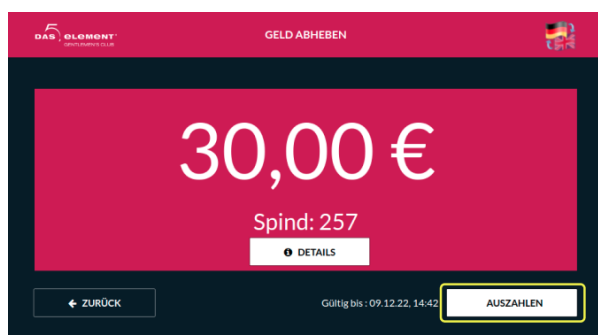 DAS 5 ELEMENT
GENTLEMEN'S CLUB
GELD ABHEBEN
30,00 €
Spind: 257
DETAILS
ZURÜCK
Gültig bis : 09.12.22, 14:42
AUSZAHLEN